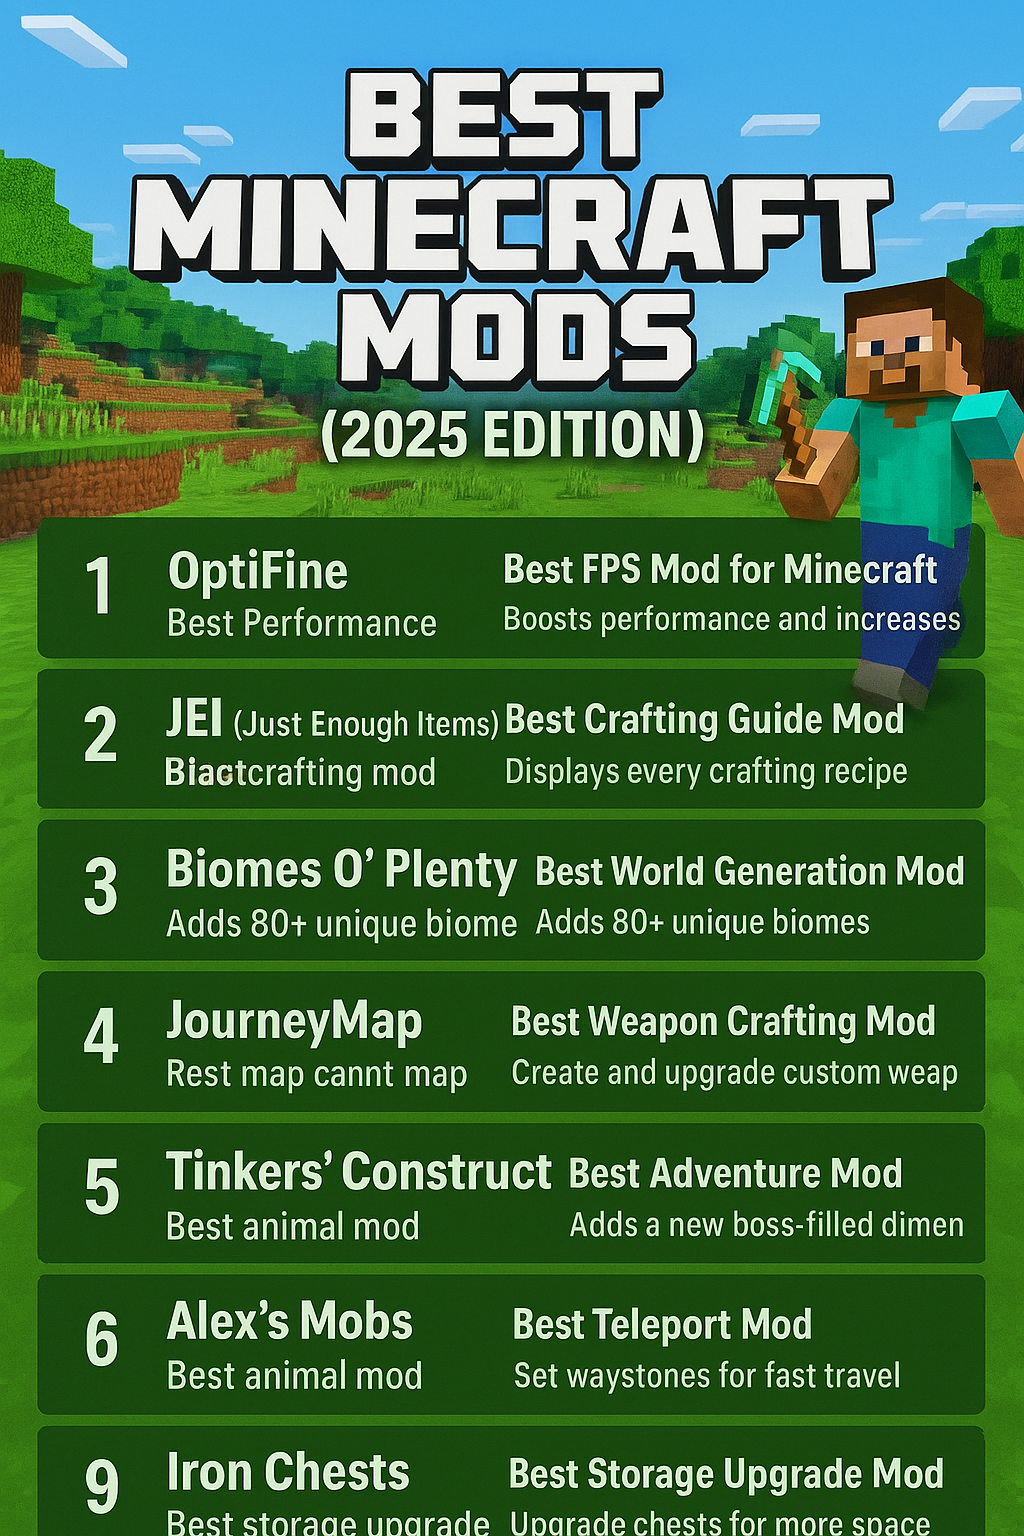 BEST
MINECRAFT
MODS
(2025 EDITION)
1
OptiFine
Best Performance
Best FPS Mod for Minecraft
Boosts performance and increases
2
JEI (Just Enough Items)
Biactcrafting mod
Best Crafting Guide Mod
Displays every crafting recipe
3
Biomes O’ Plenty
Adds 80+ unique biome
Best World Generation Mod
Adds 80+ unique biomes
4
JourneyMap
Rest map cannt map
Best Weapon Crafting Mod
Create and upgrade custom weap
5
Tinkers’ Construct
Best animal mod
Best Adventure Mod
Adds a new boss-filled dimen
6
Alex’s Mobs
Best animal mod
Best Teleport Mod
Set waystones for fast travel
9
Iron Chests
Best storage upgrade
Best Storage Upgrade Mod
Upgrade chests for more space